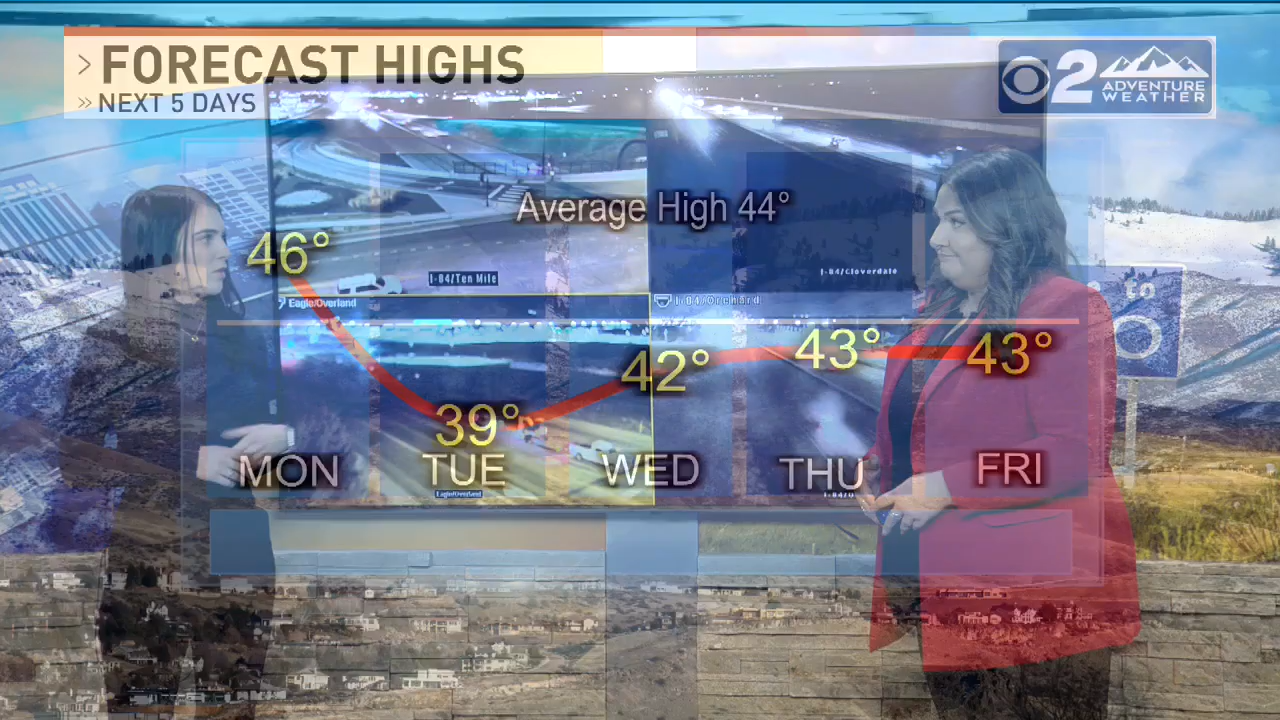 FORECAST HIGHS
NEXT 5 DAYS
2 ADVENTURE
WEATHER
Average High 44°
46°
I-84/Ten Mile
I-84/Cloverdale
Eagle/Overland
I-84/Orchard
to
43°
43°
42°
39°
MON
TUE
WED
THU
FRI
Eagle/Overland